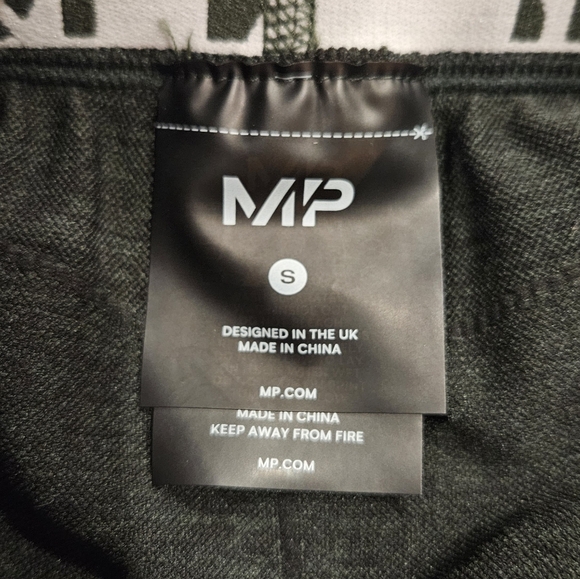 MP
S
DESIGNED IN THE UK
MADE IN CHINA
MP.COM
MADE IN CHINA
KEEP AWAY FROM FIRE
MP.COM